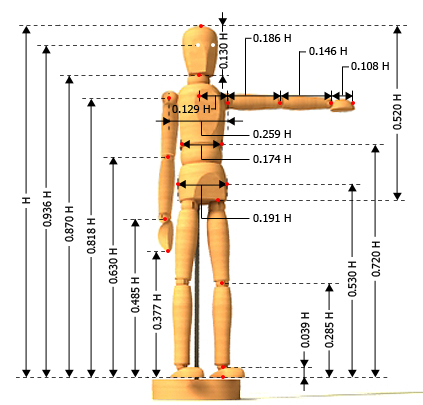 0.186 H
0.146 H
0.108 H
0.130 H
0.129 H
0.520 H
0.259 H
0.174 H
0.191 H
H
0.936 H
0.870 H
0.818 H
0.630 H
0.485 H
0.377 H
0.039 H
0.285 H
0.530 H
0.720 H